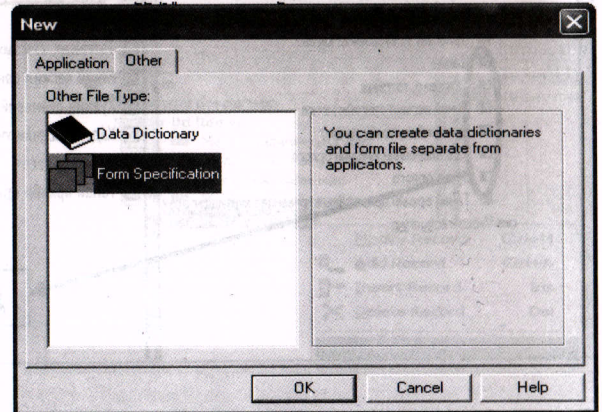 New
Application Other
Other File Type:
Data Dictionary
Form Specification
You can create data dictionaries
and form file separate from
applicatons.
OK Cancel Help